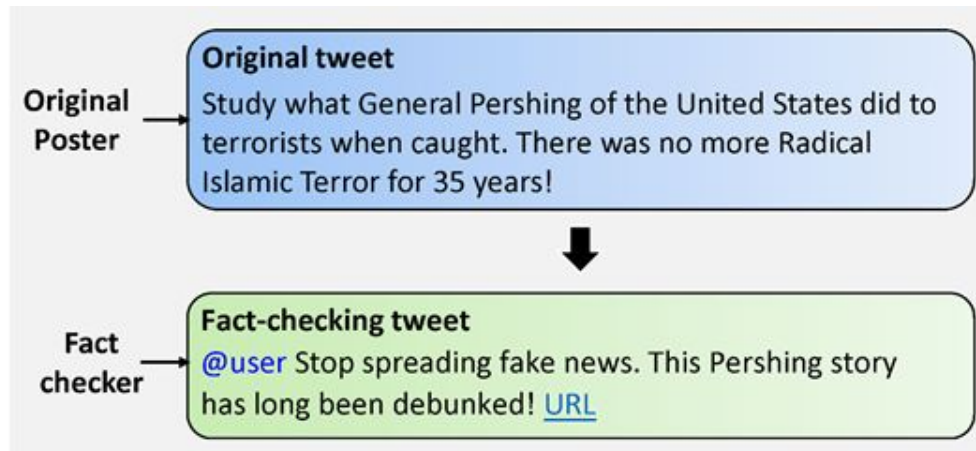 Original tweet
Original
Poster
Study what General Pershing of the United States did to
terrorists when caught. There was no more Radical
Islamic Terror for 35 years!
Fact-checking tweet
Fact
checker
@user Stop spreading fake news. This Pershing story
has long been debunked! URL